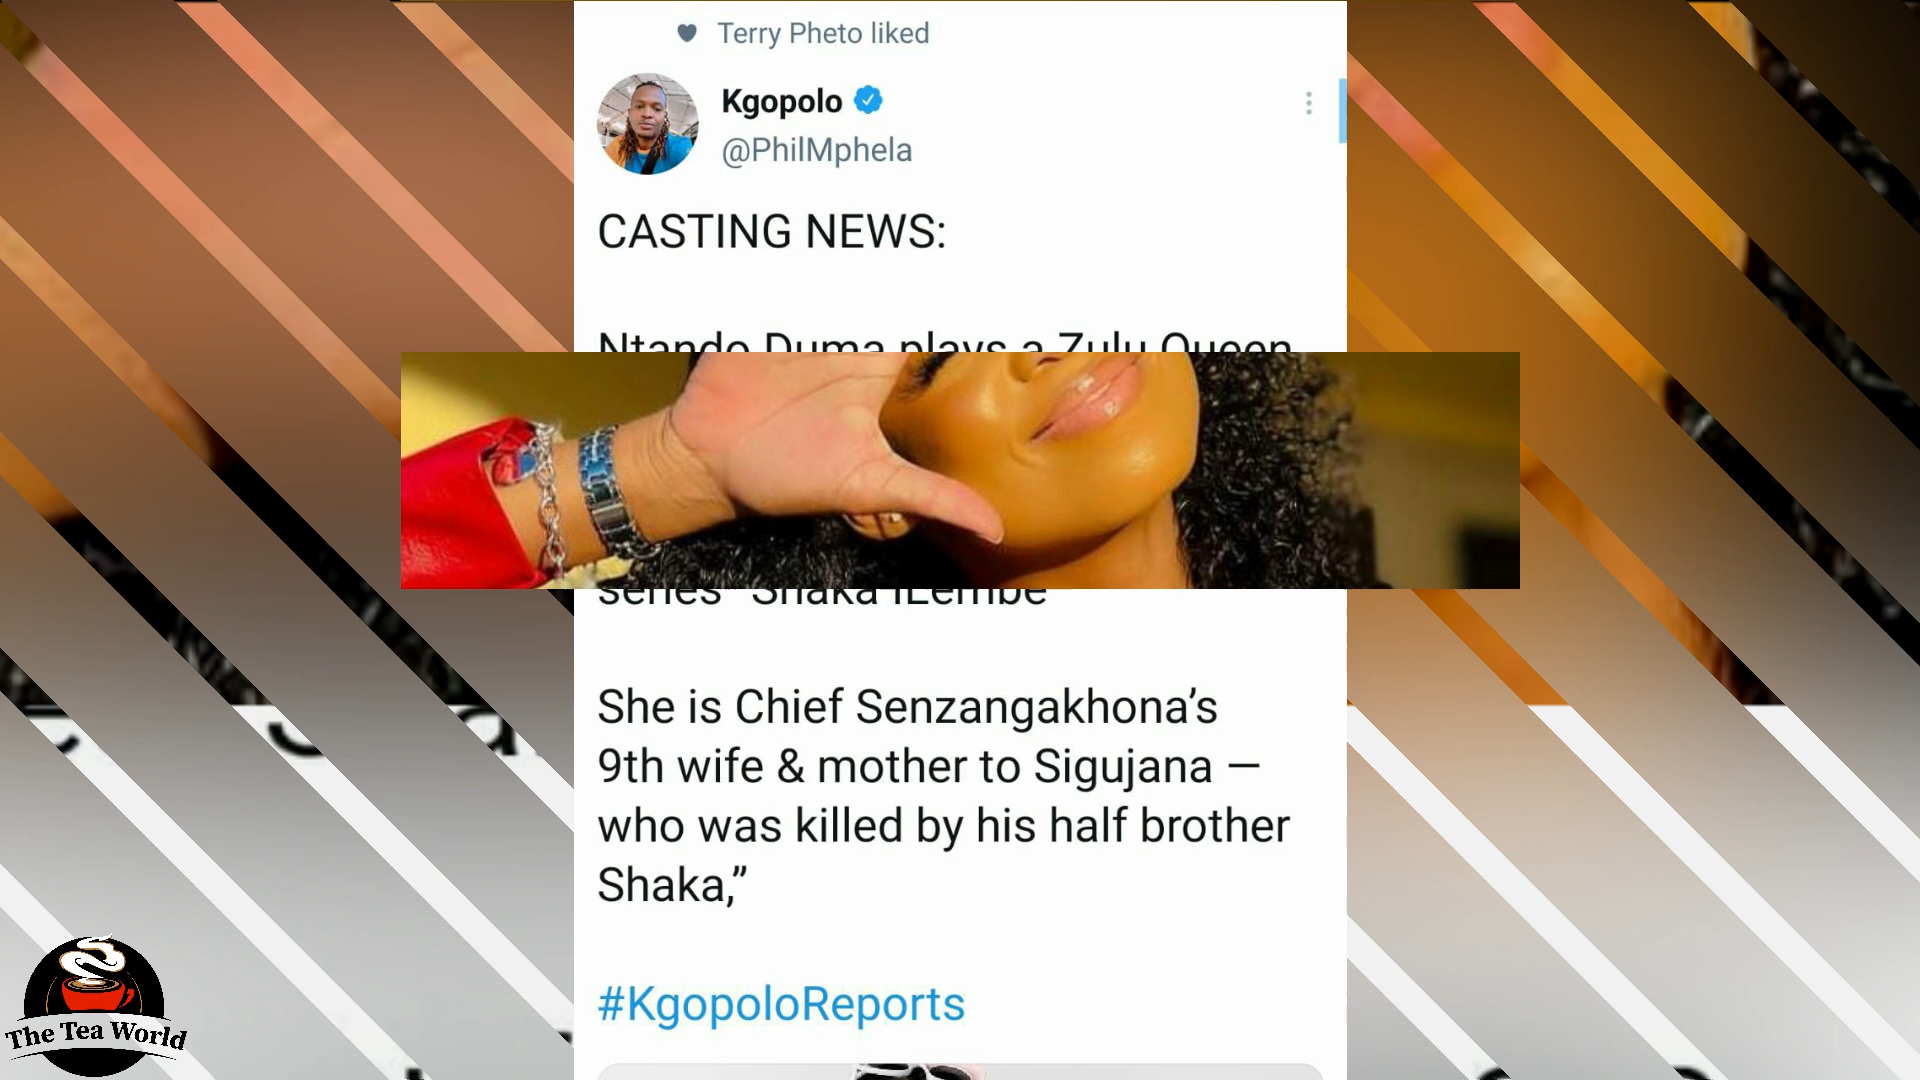 Terry Pheto liked
Kgopolo
@PhilMphela
CASTING NEWS:
Ntando Duma plays a Zulu Queen
series "Shaka iLembe"
She is Chief Senzangakhona’s
9th wife & mother to Sigujana —
who was killed by his half brother
Shaka,”
#KgopoloReports
The Tea World